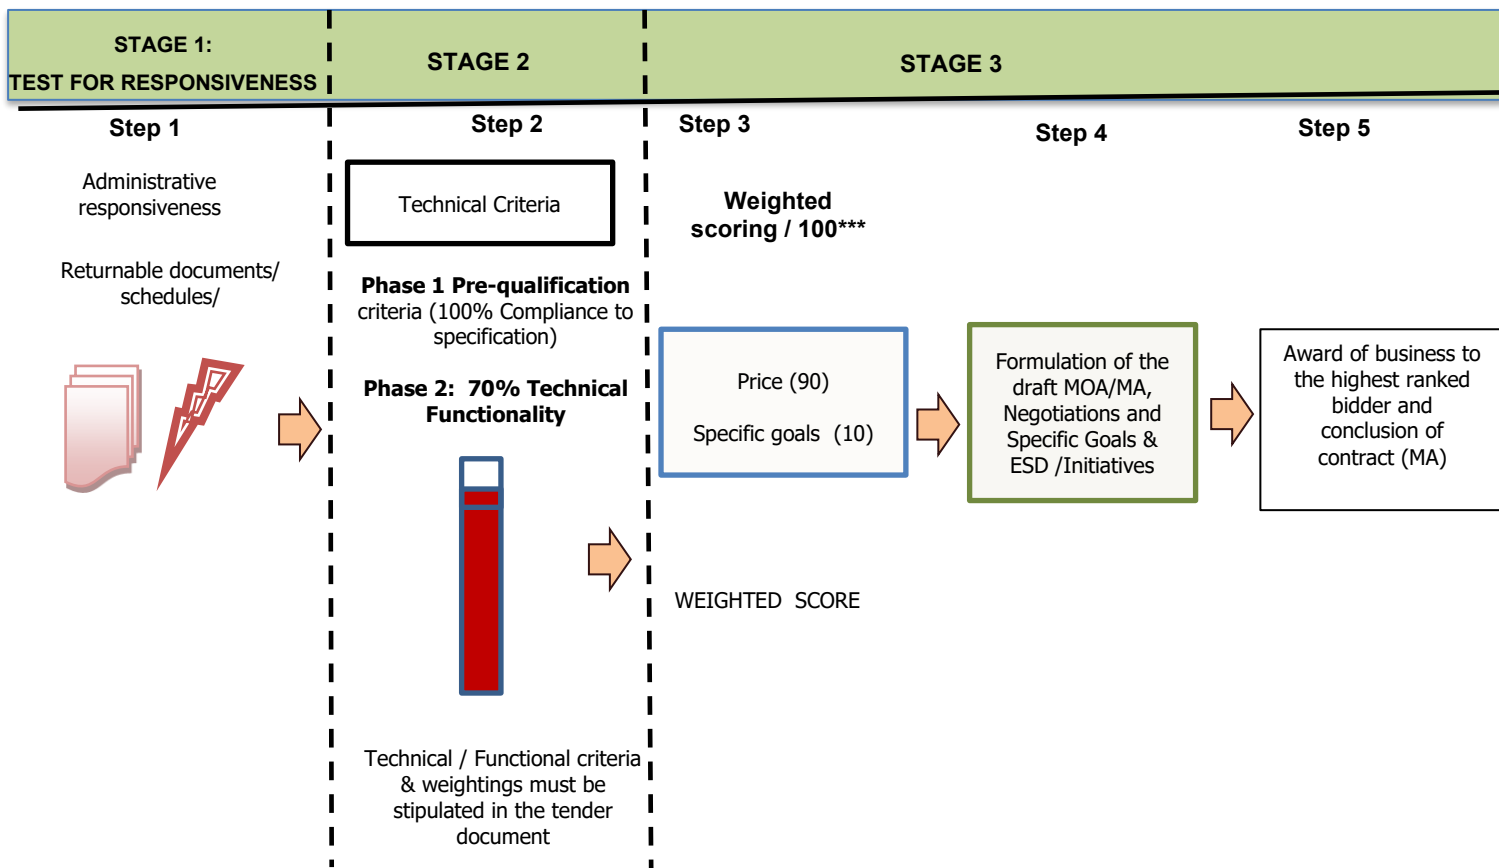 STAGE 1:
TEST FOR RESPONSIVENESS
STAGE 2
STAGE 3
Step 1
Administrative
responsiveness
Returnable documents/
schedules/
Step 2
Technical Criteria
Phase 1 Pre-qualification
criteria (100% Compliance to
specification)
Phase 2:  70% Technical
Functionality
Technical / Functional criteria
& weightings must be
stipulated in the tender
document
Step 3
Weighted
scoring / 100***
Price (90)
Specific goals  (10)
WEIGHTED  SCORE
Step 4
Formulation of the
draft MOA/MA,
Negotiations and
Specific Goals &
ESD /Initiatives
Step 5
Award of business to
the highest ranked
bidder and
conclusion of
contract (MA)